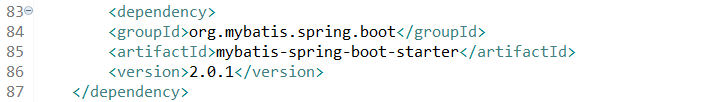 83 <dependency>
84 <groupId>org.mybatis.spring.boot</groupId>
85 <artifactId>mybatis-spring-boot-starter</artifactId>
86 <version>2.0.1</version>
87 </dependency>